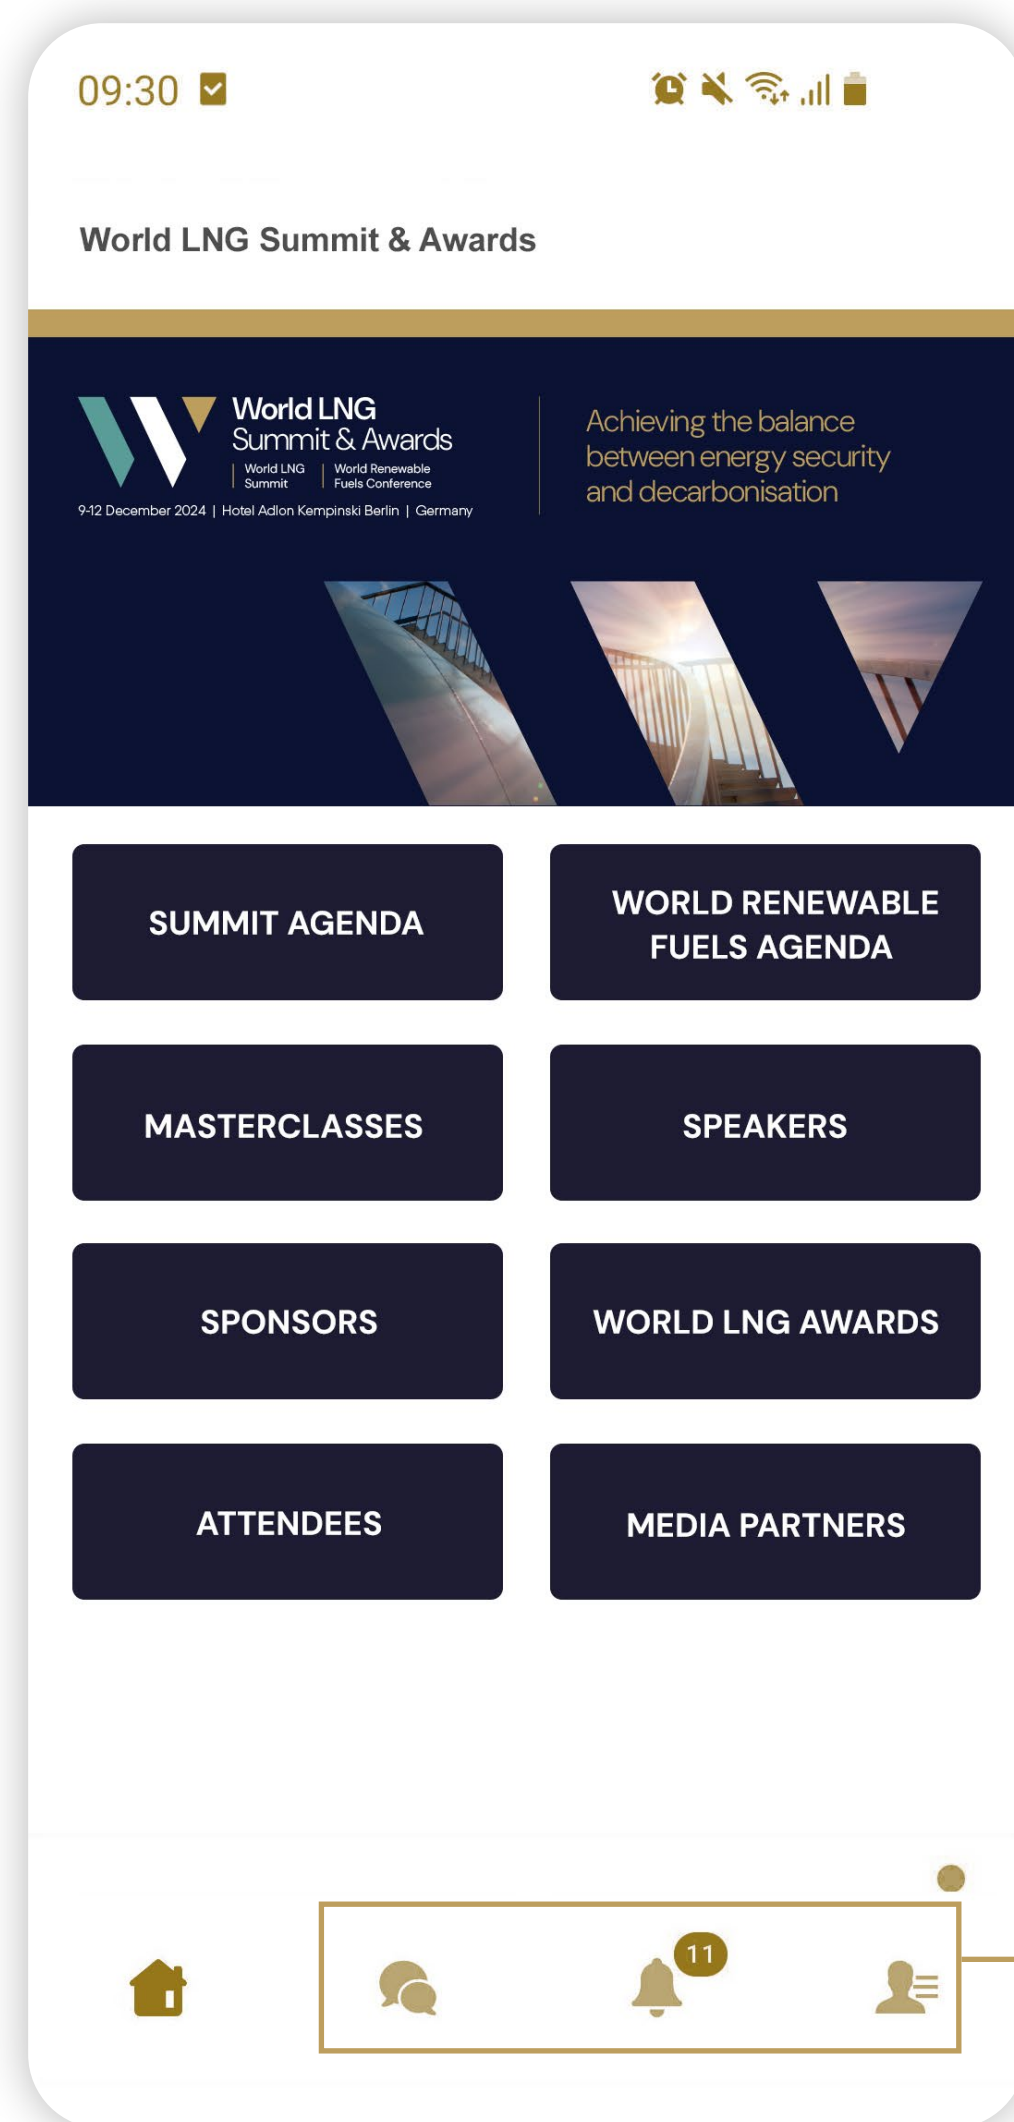 09:30
World LNG Summit & Awards
World LNG
Summit & Awards
World LNG
Summit
World Renewable
Fuels Conference
9-12 December 2024 | Hotel Adlon Kempinski Berlin | Germany
Achieving the balance
between energy security
and decarbonisation
SUMMIT AGENDA
WORLD RENEWABLE
FUELS AGENDA
MASTERCLASSES
SPEAKERS
SPONSORS
WORLD LNG AWARDS
ATTENDEES
MEDIA PARTNERS
11